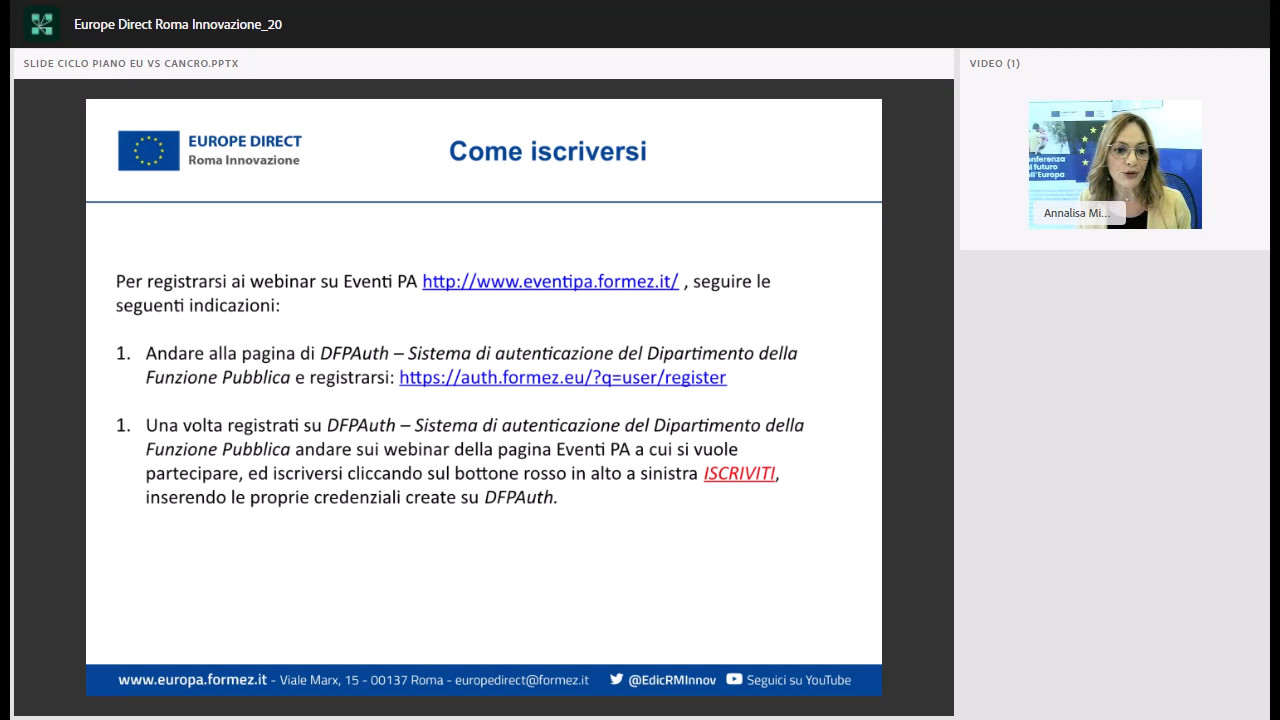 Europe Direct Roma Innovazione_20
SLIDE CICLO PIANO EU VS CANCRO.PPTX
VIDEO (1)
EUROPE DIRECT
Roma Innovazione
Come iscriversi
Per registrarsi ai webinar su Eventi PA http://www.eventipa.formez.it/ , seguire le
seguenti indicazioni:
1. Andare alla pagina di DFPAuth – Sistema di autenticazione del Dipartimento della
Funzione Pubblica e registrarsi: https://auth.formez.eu/?q=user/register
1. Una volta registrati su DFPAuth – Sistema di autenticazione del Dipartimento della
Funzione Pubblica andare sui webinar della pagina Eventi PA a cui si vuole
partecipare, ed iscriversi cliccando sul bottone rosso in alto a sinistra ISCRIVITI,
inserendo le proprie credenziali create su DFPAuth.
www.europa.formez.it - Viale Marx, 15 - 00137 Roma - europedirect@formez.it @EdicRMInnov Seguici su YouTube
nferenza
futuro
ll'Europa
Annalisa Mi...